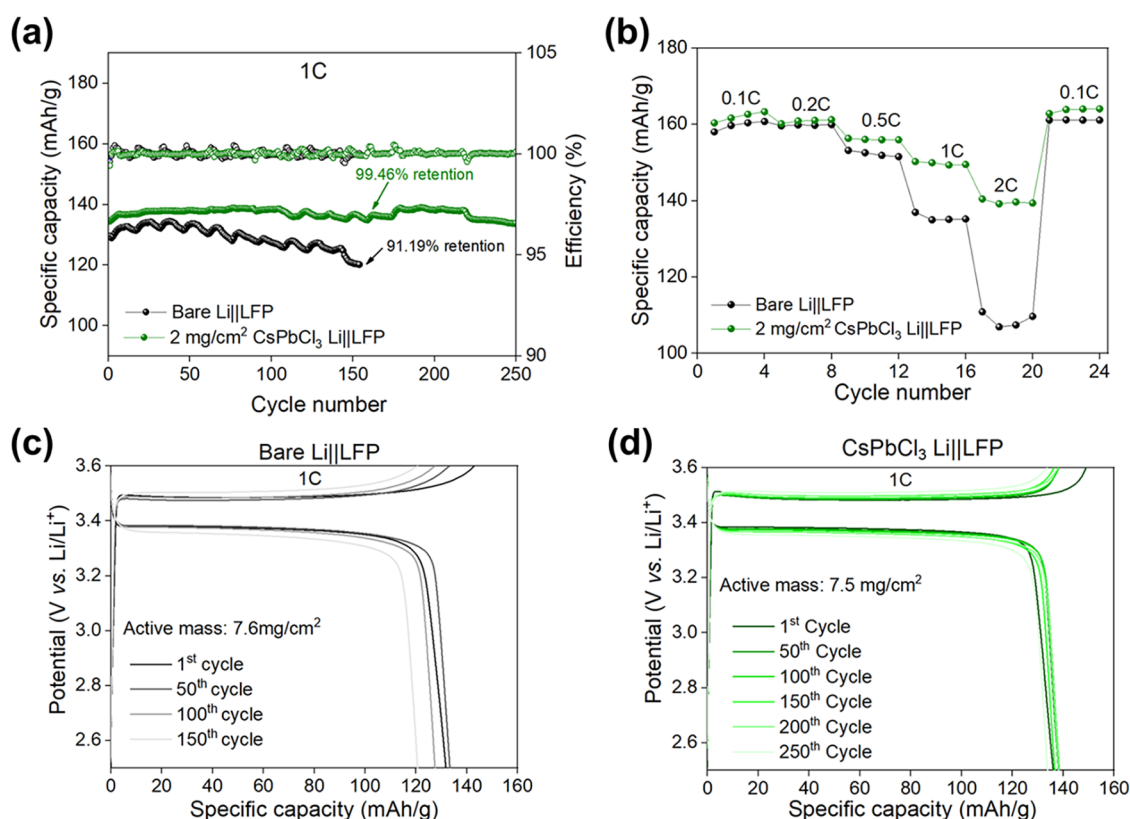 (a)
1C
99.46% retention
91.19% retention
Bare Li||LFP
2 mg/cm² CsPbCl₃ Li||LFP
Specific capacity (mAh/g)
180
160
140
120
100
105
100
95
90
Efficiency (%)
0 50 100 150 200 250
Cycle number
(b)
0.1C
0.2C
0.5C
1C
2C
0.1C
Bare Li||LFP
2 mg/cm² CsPbCl₃ Li||LFP
Specific capacity (mAh/g)
180
160
140
120
100
0 4 8 12 16 20 24
Cycle number
(c)
Bare Li||LFP
1C
Active mass: 7.6mg/cm²
1ˢᵗ cycle
50ᵗʰ cycle
100ᵗʰ cycle
150ᵗʰ cycle
Potential (V vs. Li/Li⁺)
3.6
3.4
3.2
3.0
2.8
2.6
0 20 40 60 80 100 120 140 160
Specific capacity (mAh/g)
(d)
CsPbCl₃ Li||LFP
1C
Active mass: 7.5 mg/cm²
1ˢᵗ Cycle
50ᵗʰ Cycle
100ᵗʰ Cycle
150ᵗʰ Cycle
200ᵗʰ Cycle
250ᵗʰ Cycle
Potential (V vs. Li/Li⁺)
3.6
3.4
3.2
3.0
2.8
2.6
0 20 40 60 80 100 120 140 160
Specific capacity (mAh/g)